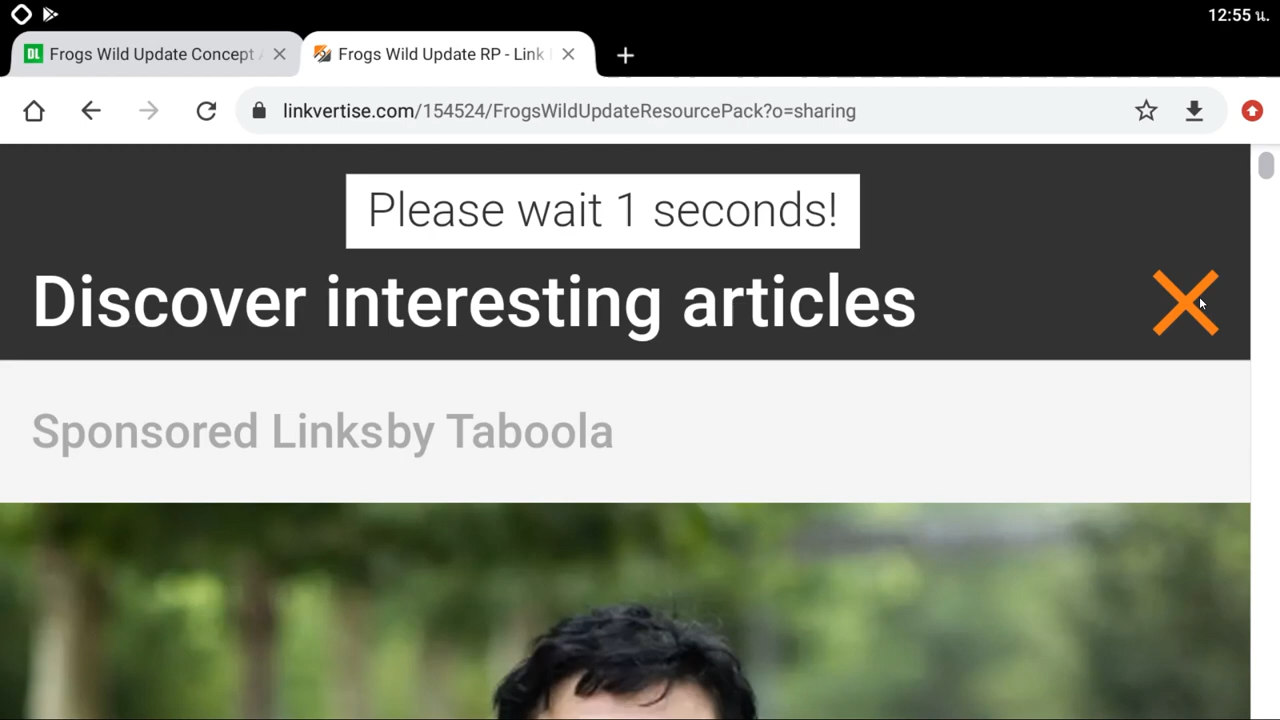 12:55 น.
DL Frogs Wild Update Concept
Frogs Wild Update RP - Link
linkvertise.com/154524/FrogsWildUpdateResourcePack?o=sharing
Please wait 1 seconds!
Discover interesting articles
Sponsored Linksby Taboola